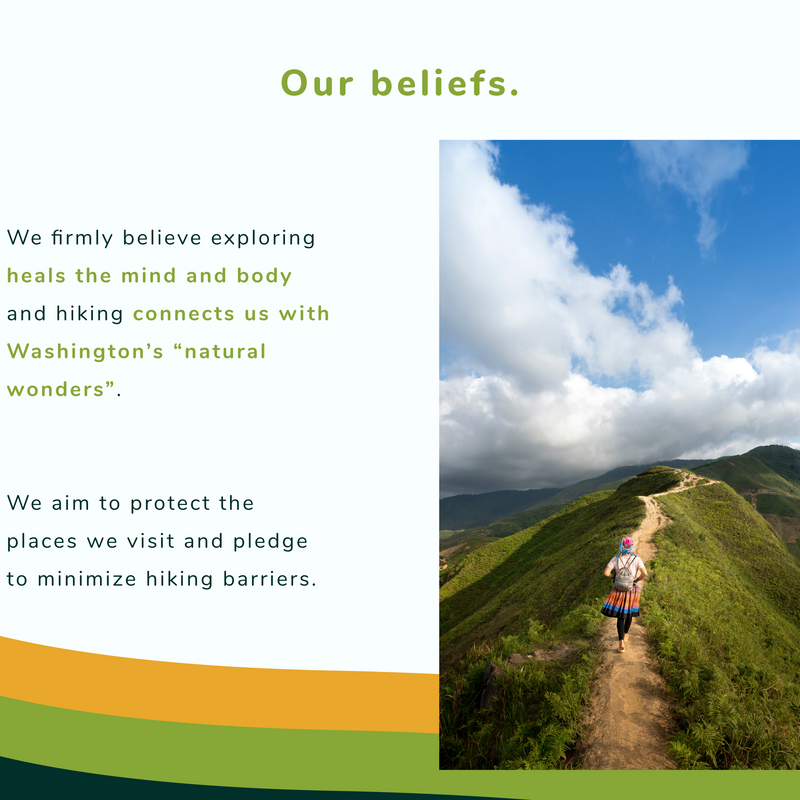 Our beliefs.
We firmly believe exploring
heals the mind and body
and hiking connects us with
Washington’s “natural
wonders”.
We aim to protect the
places we visit and pledge
to minimize hiking barriers.